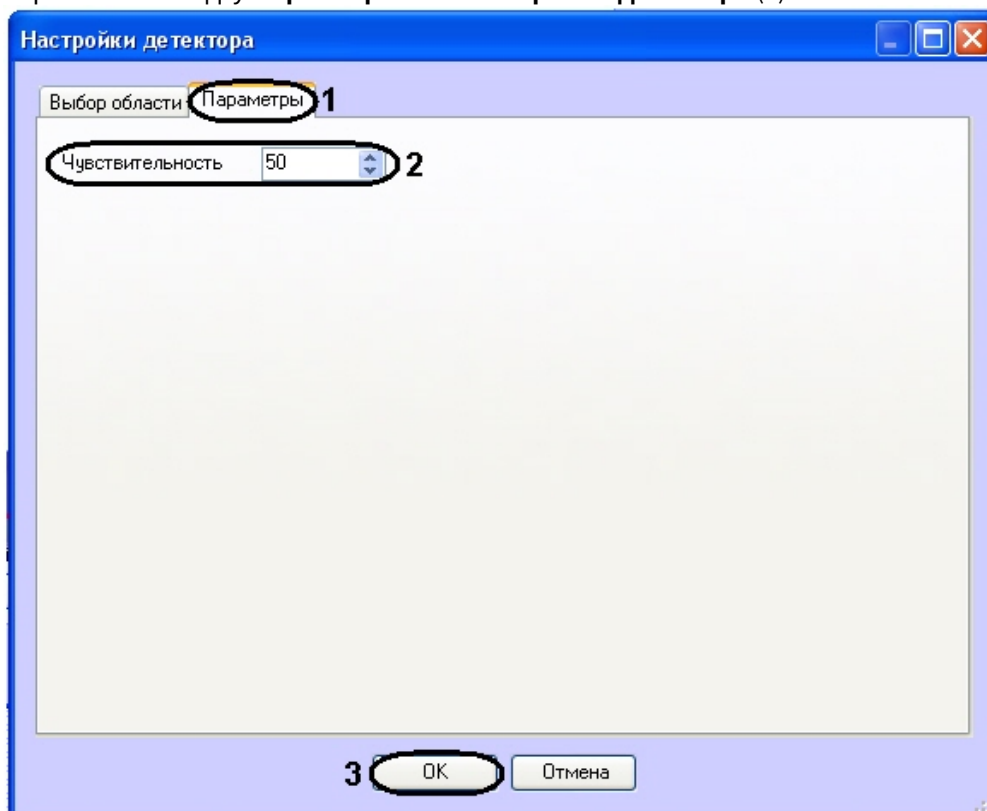 Настройки детектора
Выбор области Параметры 1
Чувствительность 50 2
3 OK Отмена